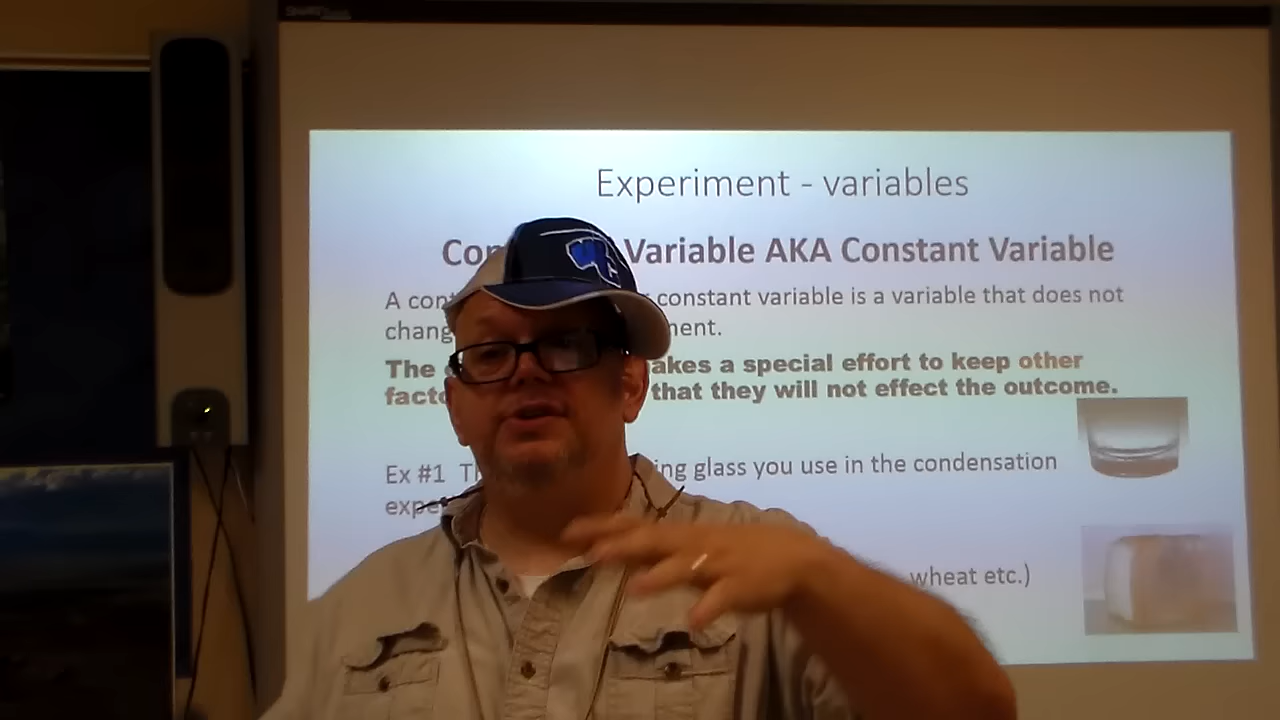 Experiment - variables
Con Variable AKA Constant Variable
A cont constant variable is a variable that does not
chang ment.
The akes a special effort to keep other
facto that they will not effect the outcome.
Ex #1 T ing glass you use in the condensation
expe
wheat etc.)